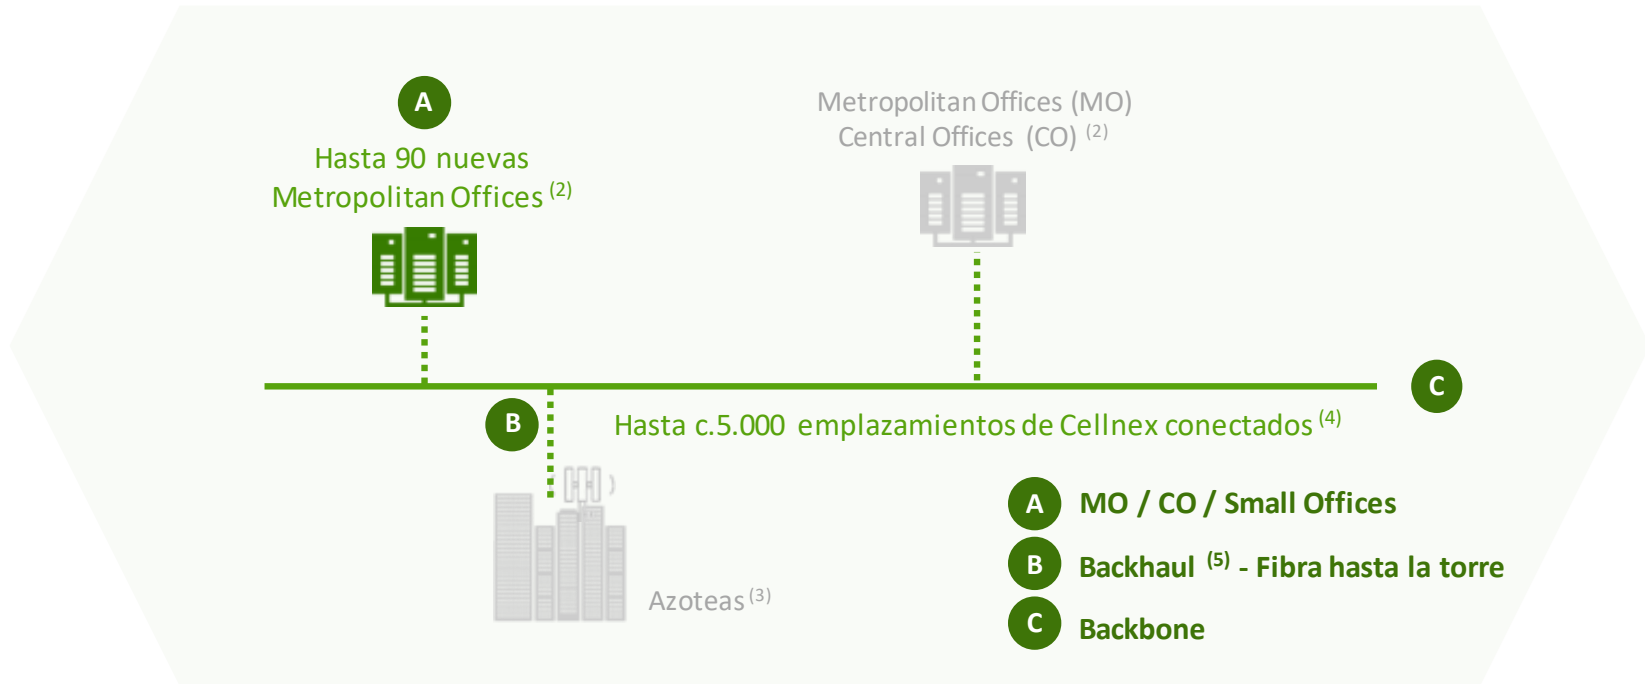 A
Hasta 90 nuevas
Metropolitan Offices (2)
Metropolitan Offices (MO)
Central Offices (CO) (2)
C
B
Hasta c.5.000 emplazamientos de Cellnex conectados (4)
Azoteas (3)
A MO / CO / Small Offices
B Backhaul (5) - Fibra hasta la torre
C Backbone